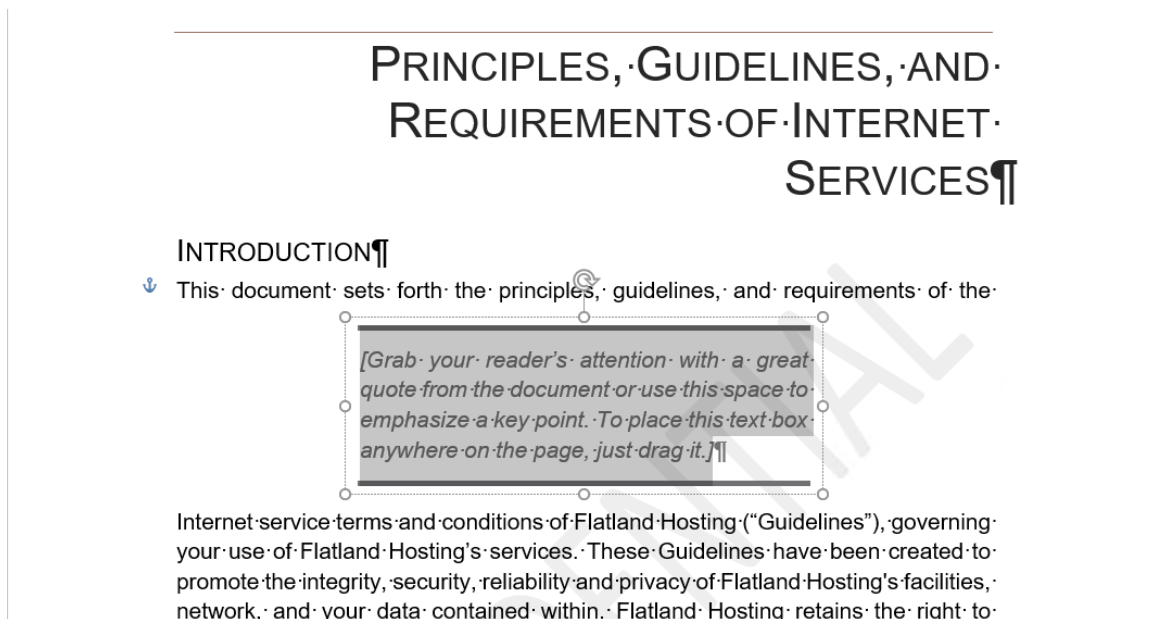 PRINCIPLES, GUIDELINES, AND
REQUIREMENTS OF INTERNET
SERVICES¶
INTRODUCTION¶
This document sets forth the principles, guidelines, and requirements of the
[Grab your reader’s attention with a great
quote from the document or use this space to
emphasize a key point. To place this text box
anywhere on the page, just drag it.]¶
Internet service terms and conditions of Flatland Hosting (“Guidelines”), governing
your use of Flatland Hosting’s services. These Guidelines have been created to
promote the integrity, security, reliability and privacy of Flatland Hosting's facilities,
network, and your data contained within. Flatland Hosting retains the right to
DENTIAL